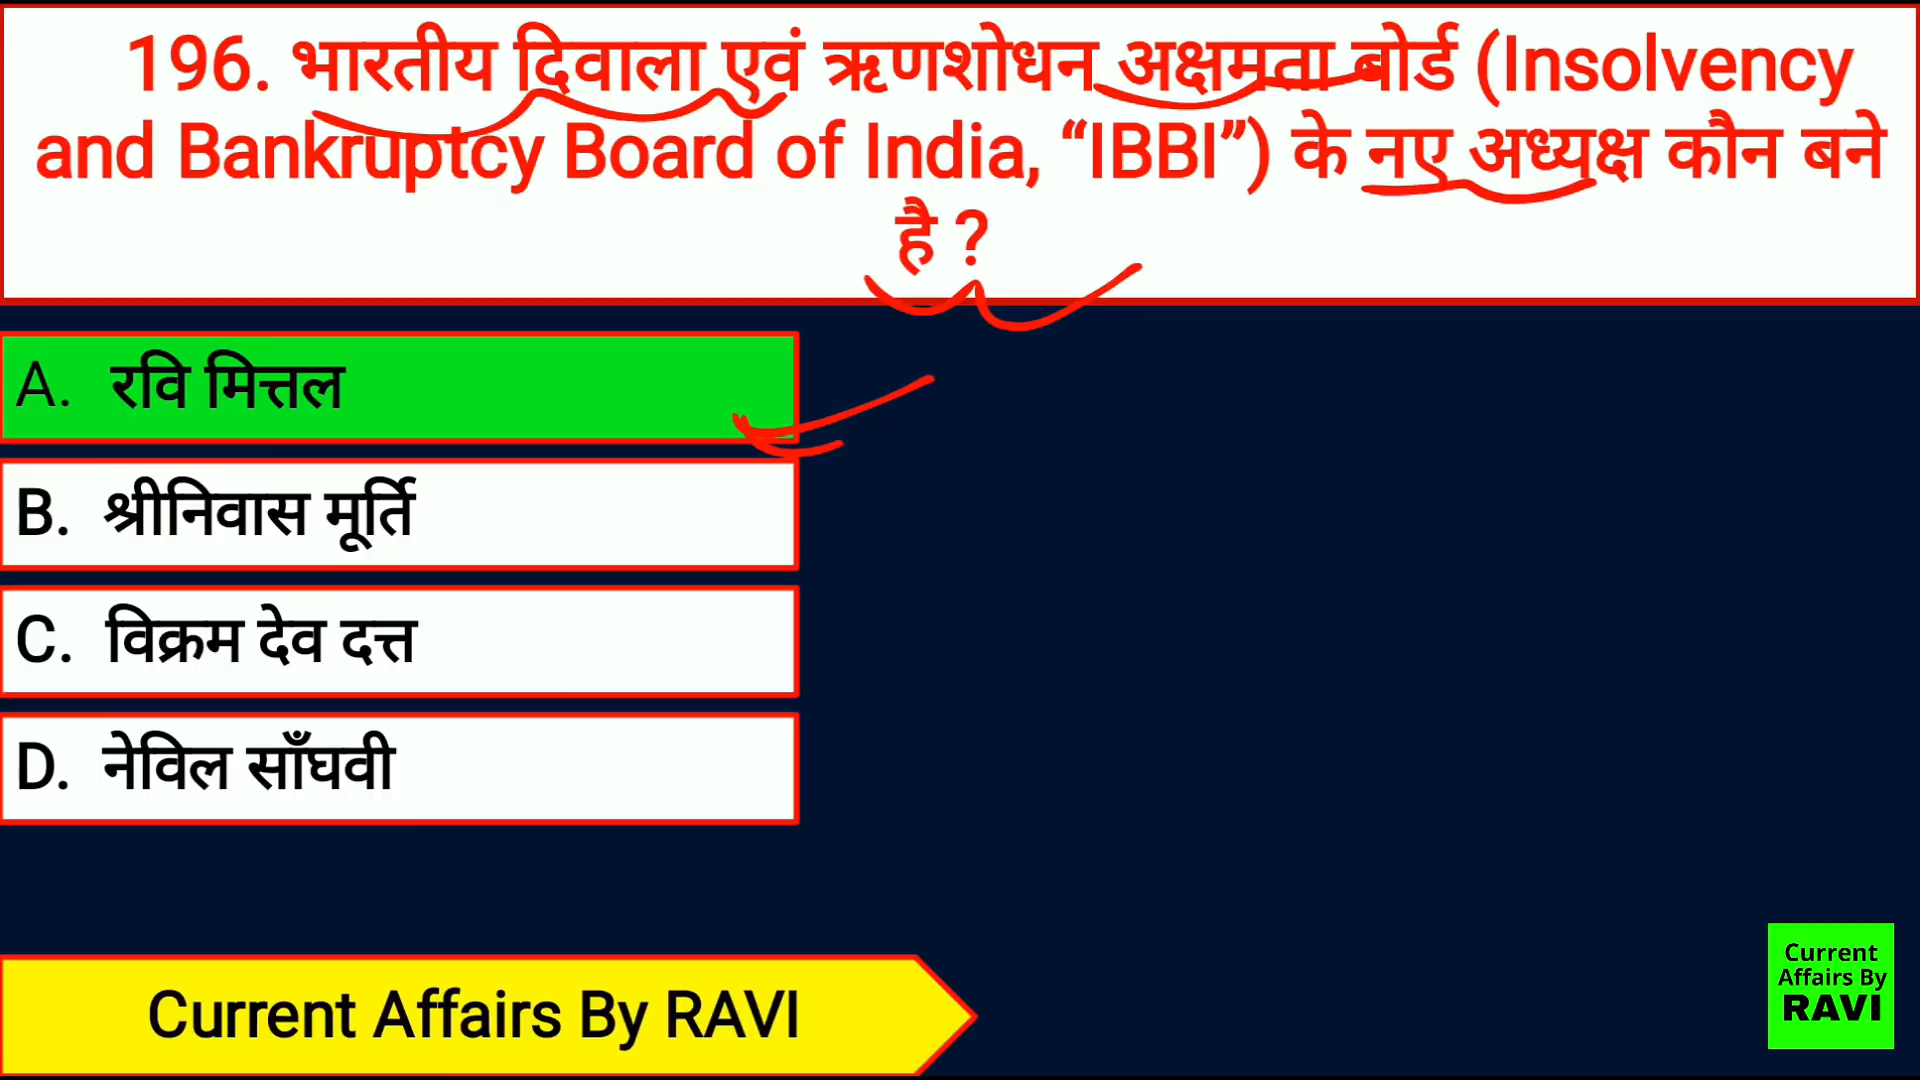 196. भारतीय दिवाला एवं ऋणशोधन अक्षमता बोर्ड (Insolvency
and Bankruptcy Board of India, “IBBI”) के नए अध्यक्ष कौन बने
है ?
A. रवि मित्तल
B. श्रीनिवास मूर्ति
C. विक्रम देव दत्त
D. नेविल साँघवी
Current Affairs By RAVI
Current
Affairs By
RAVI